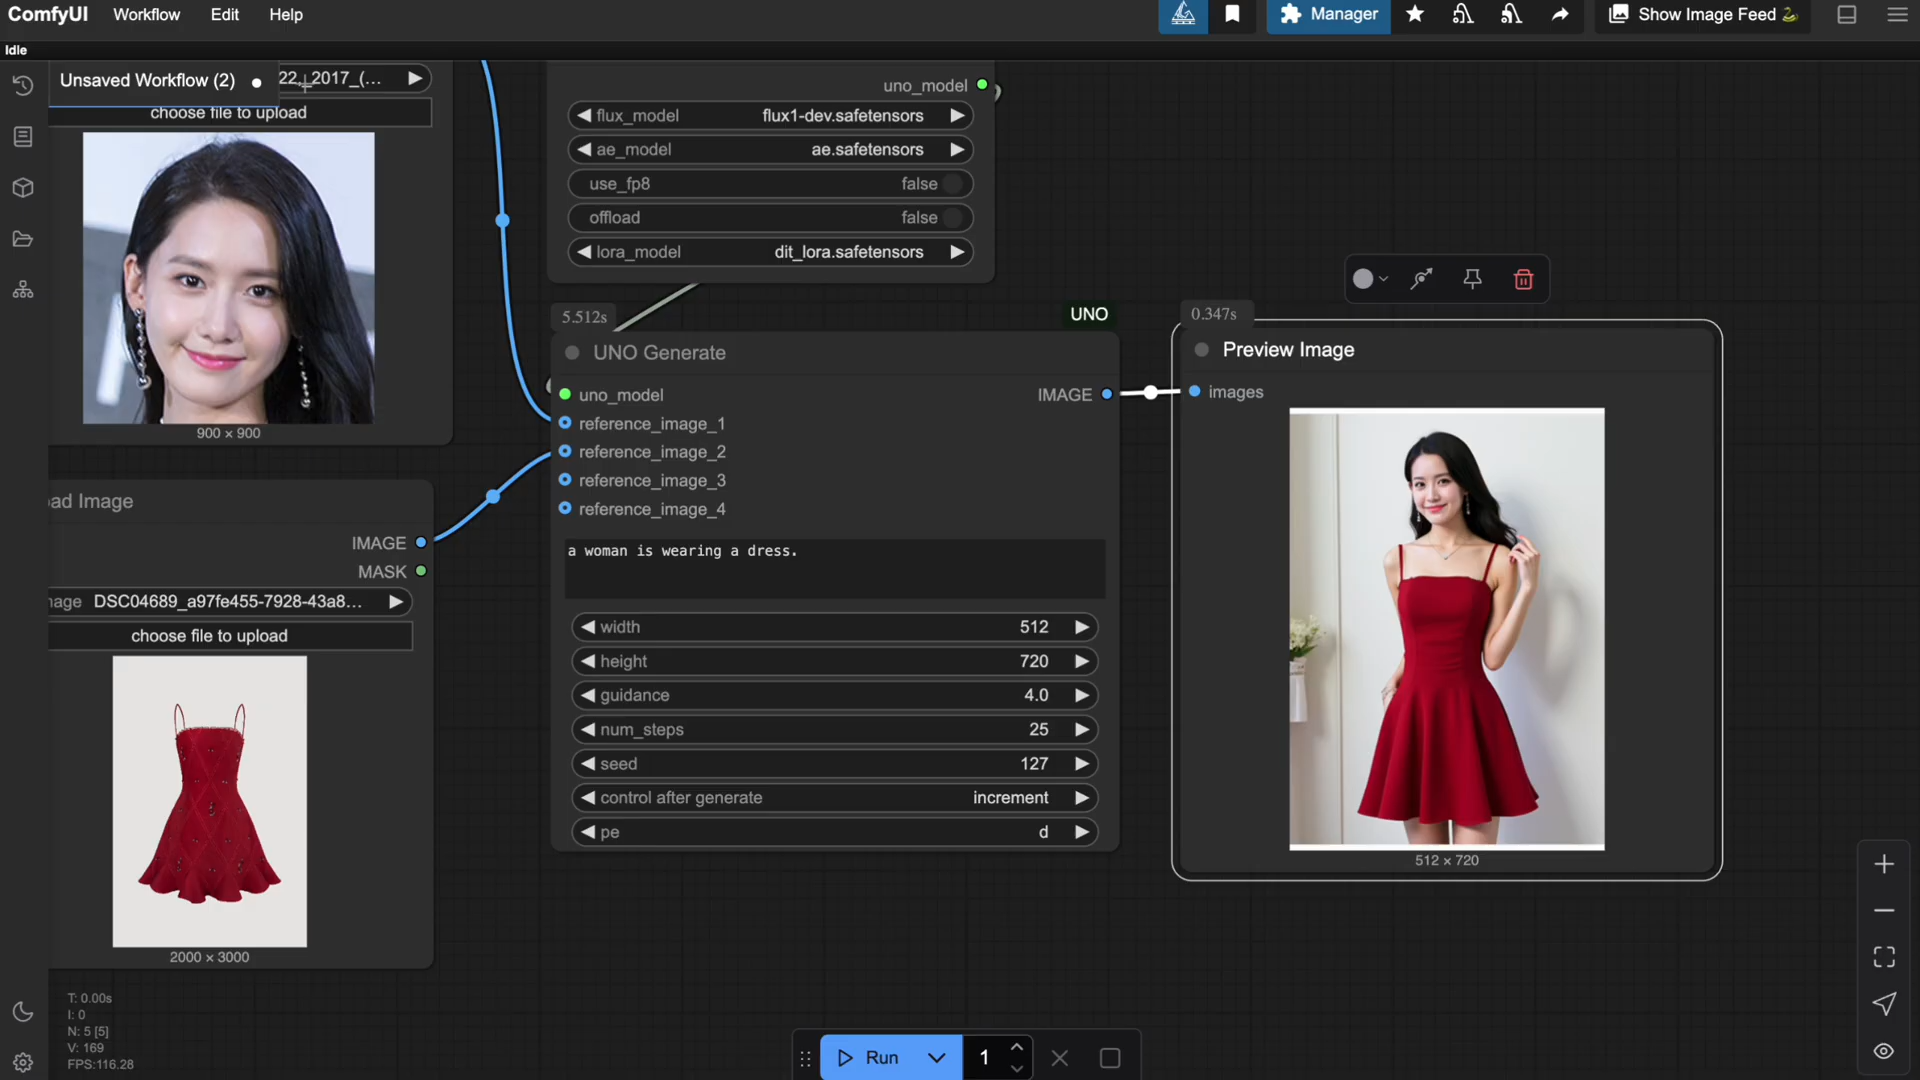 ComfyUI Workflow Edit Help Manager Show Image Feed
Idle
Unsaved Workflow (2) 22,_2017_(...
choose file to upload
900 × 900
uno_model
flux_model flux1-dev.safetensors
ae_model ae.safetensors
use_fp8 false
offload false
lora_model dit_lora.safetensors
5.512s UNO
UNO Generate
uno_model IMAGE
reference_image_1
reference_image_2
reference_image_3
reference_image_4
a woman is wearing a dress.
width 512
height 720
guidance 4.0
num_steps 25
seed 127
control after generate increment
pe d
0.347s
Preview Image
images
512 × 720
ad Image
IMAGE
MASK
nage DSC04689_a97fe455-7928-43a8...
choose file to upload
2000 × 3000
T: 0.00s
I: 0
N: 5 [5]
V: 169
FPS:116.28
Run 1